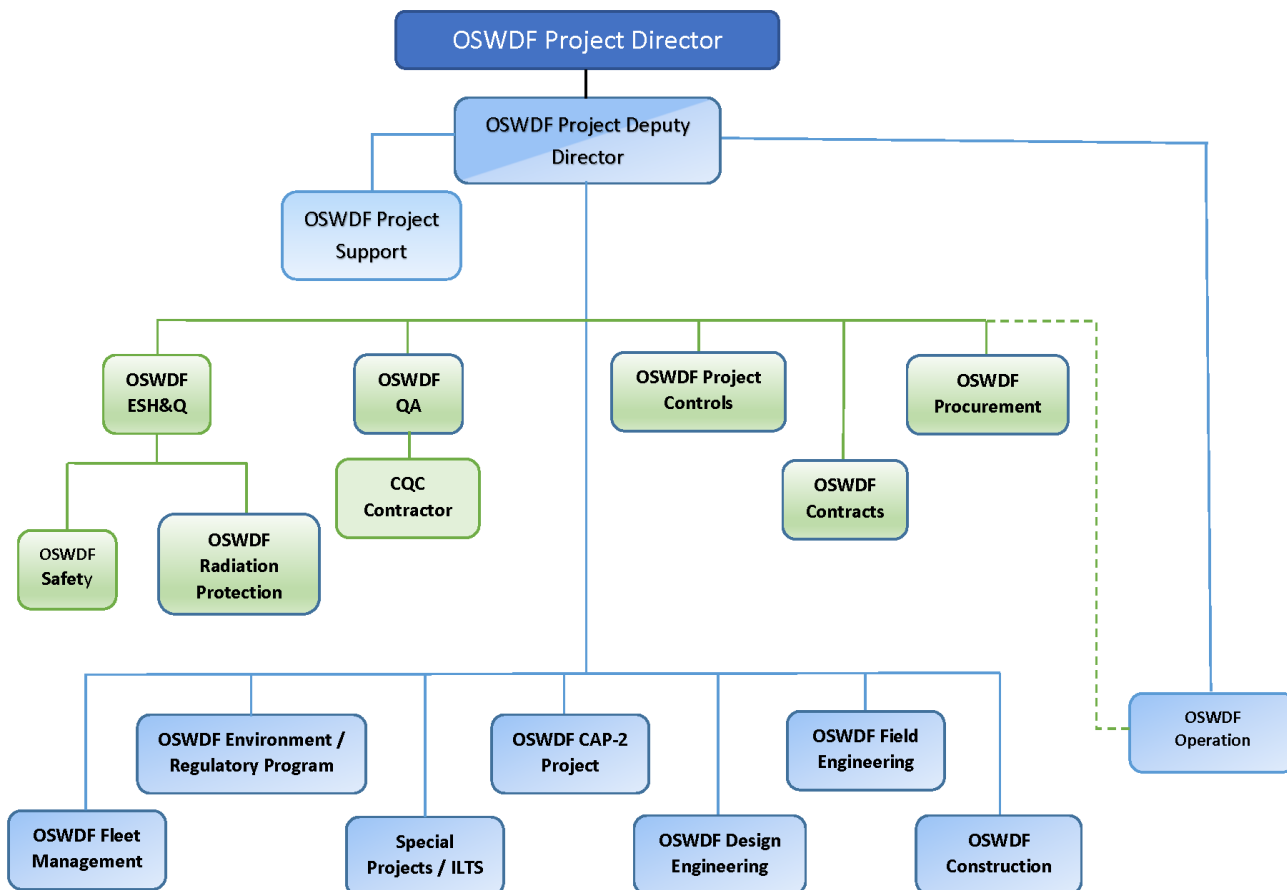 OSWDF Project Director
OSWDF Project Deputy
Director
OSWDF Project
Support
OSWDF
ESH&Q
OSWDF
QA
OSWDF Project
Controls
OSWDF
Procurement
CQC
Contractor
OSWDF
Contracts
OSWDF
Safety
OSWDF
Radiation
Protection
OSWDF Environment /
Regulatory Program
OSWDF CAP-2
Project
OSWDF Field
Engineering
OSWDF
Operation
OSWDF Fleet
Management
Special
Projects / ILTS
OSWDF Design
Engineering
OSWDF
Construction